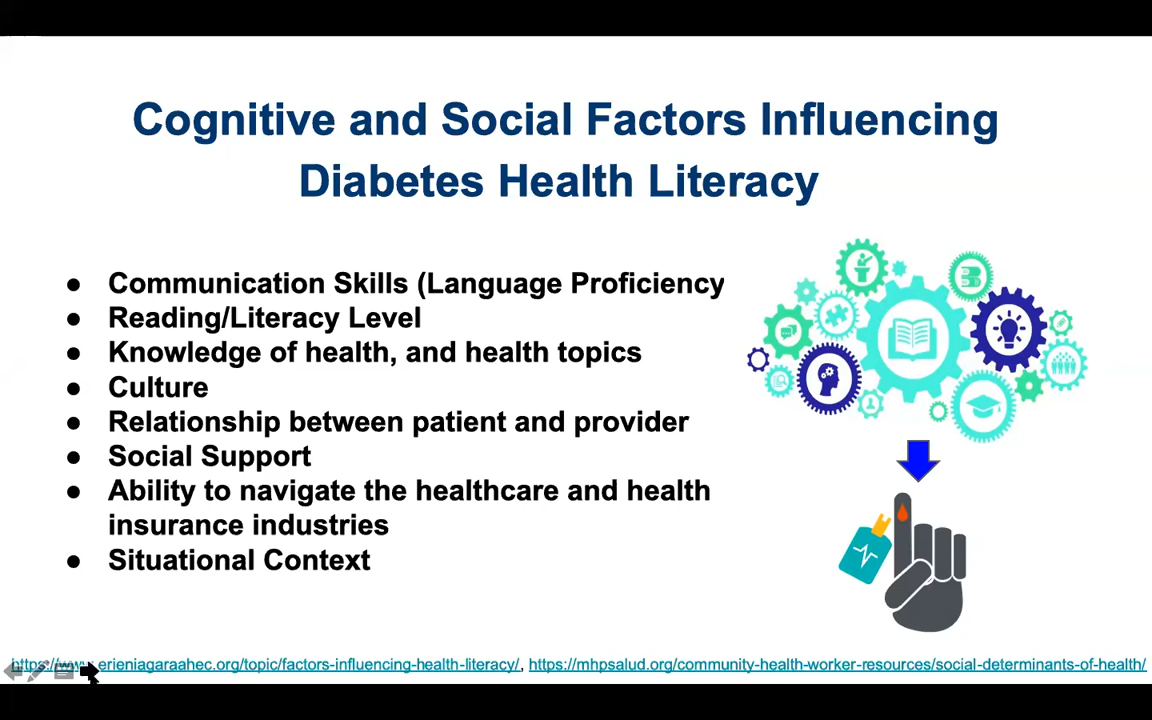 Cognitive and Social Factors Influencing
Diabetes Health Literacy
● Communication Skills (Language Proficiency
● Reading/Literacy Level
● Knowledge of health, and health topics
● Culture
● Relationship between patient and provider
● Social Support
● Ability to navigate the healthcare and health
insurance industries
● Situational Context
https://www.erieniagaraahec.org/topic/factors-influencing-health-literacy/, https://mhpsalud.org/community-health-worker-resources/social-determinants-of-health/